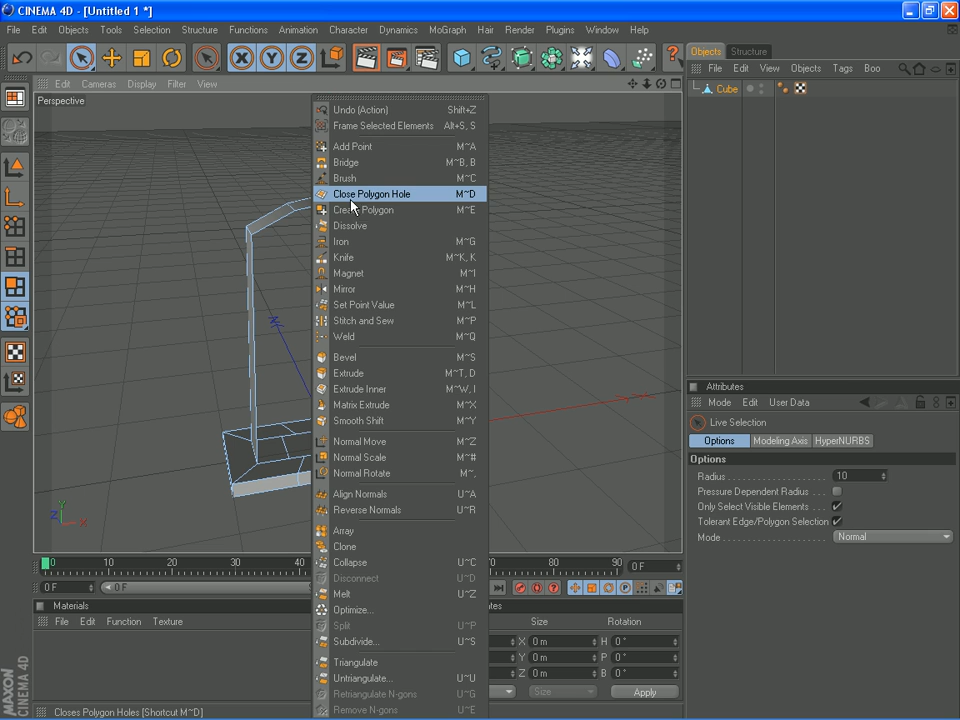 CINEMA 4D - [Untitled 1 *]
File Edit Objects Tools Selection Structure Functions Animation Character Dynamics MoGraph Hair Render Plugins Window Help
Objects Structure
File Edit View Objects Tags Boo
Cube
Edit Cameras Display Filter View
Perspective
Undo (Action) Shift+Z
Frame Selected Elements Alt+S, S
Add Point M~A
Bridge M~B, B
Brush M~C
Close Polygon Hole M~D
Create Polygon M~E
Dissolve
Iron M~G
Knife M~K, K
Magnet M~I
Mirror M~H
Set Point Value M~L
Stitch and Sew M~P
Weld M~Q
Bevel M~S
Extrude M~T, D
Extrude Inner M~W, I
Matrix Extrude M~X
Smooth Shift M~Y
Normal Move M~Z
Normal Scale M~#
Normal Rotate M~,
Align Normals U~A
Reverse Normals U~R
Array
Clone
Collapse U~C
Disconnect U~D
Melt U~Z
Optimize...
Split U~P
Subdivide... U~S
Triangulate
Untriangulate... U~U
Retriangulate N-gons U~G
Remove N-gons U~E
Z
Y
Z X
Attributes
Mode Edit User Data
Live Selection
Options Modeling Axis HyperNURBS
Options
Radius 10
Pressure Dependent Radius
Only Select Visible Elements
Tolerant Edge/Polygon Selection
Mode Normal
0 10 20 30 40 70 80 90 0 F
0 F 0 F
Materials
File Edit Function Texture
Size Rotation
X 0 m H 0 °
Y 0 m P 0 °
Z 0 m B 0 °
Size Apply
MAXON
CINEMA 4D
Closes Polygon Holes [Shortcut M~D]